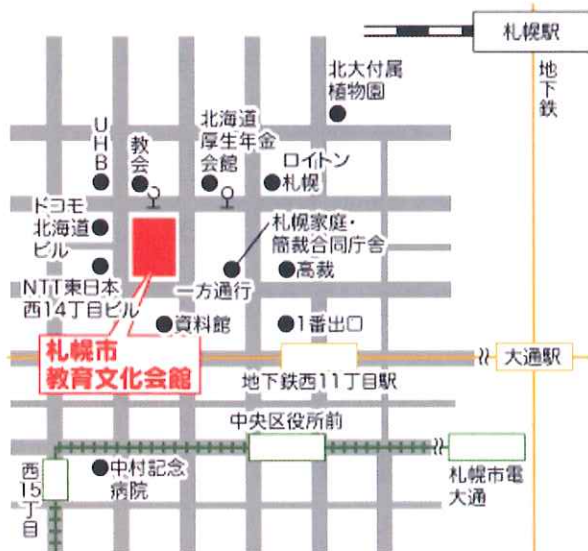 札幌駅
地下鉄
北大付属
植物園
UHB
教会
北海道
厚生年金
会館
ロイトン
札幌
ドコモ
北海道
ビル
札幌家庭・
簡裁合同庁舎
NTT東日本
西14丁目ビル
一方通行
高裁
資料館
1番出口
札幌市
教育文化会館
大通駅
地下鉄西11丁目駅
中央区役所前
西15丁目
中村記念
病院
札幌市電
大通